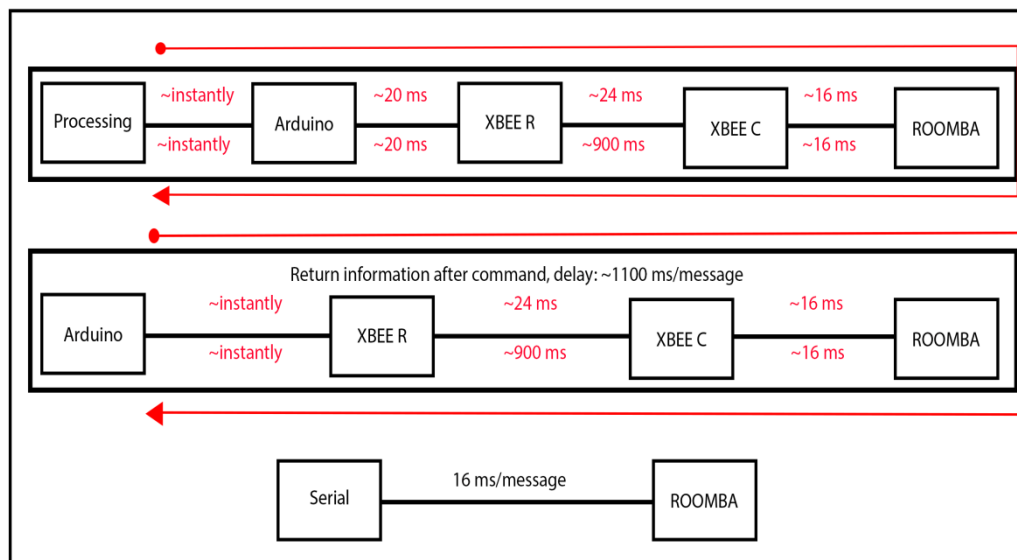 ~instantly ~20 ms ~24 ms ~16 ms
Processing Arduino XBEE R XBEE C ROOMBA
~instantly ~20 ms ~900 ms ~16 ms
Return information after command, delay: ~1100 ms/message
~instantly ~24 ms ~16 ms
Arduino XBEE R XBEE C ROOMBA
~instantly ~900 ms ~16 ms
16 ms/message
Serial ROOMBA